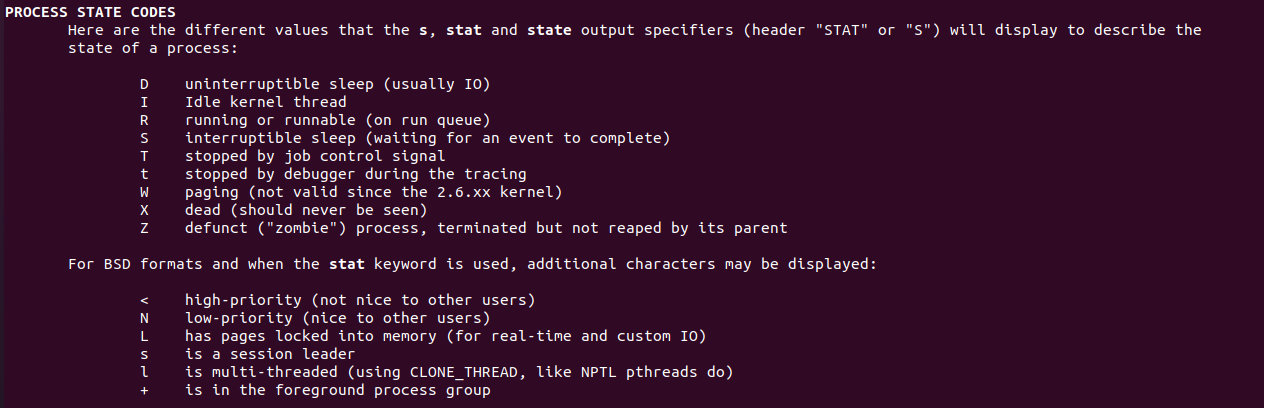 PROCESS STATE CODES
Here are the different values that the s, stat and state output specifiers (header "STAT" or "S") will display to describe the
state of a process:
D    uninterruptible sleep (usually IO)
I    Idle kernel thread
R    running or runnable (on run queue)
S    interruptible sleep (waiting for an event to complete)
T    stopped by job control signal
t    stopped by debugger during the tracing
W    paging (not valid since the 2.6.xx kernel)
X    dead (should never be seen)
Z    defunct ("zombie") process, terminated but not reaped by its parent
For BSD formats and when the stat keyword is used, additional characters may be displayed:
<    high-priority (not nice to other users)
N    low-priority (nice to other users)
L    has pages locked into memory (for real-time and custom IO)
s    is a session leader
l    is multi-threaded (using CLONE_THREAD, like NPTL pthreads do)
+    is in the foreground process group